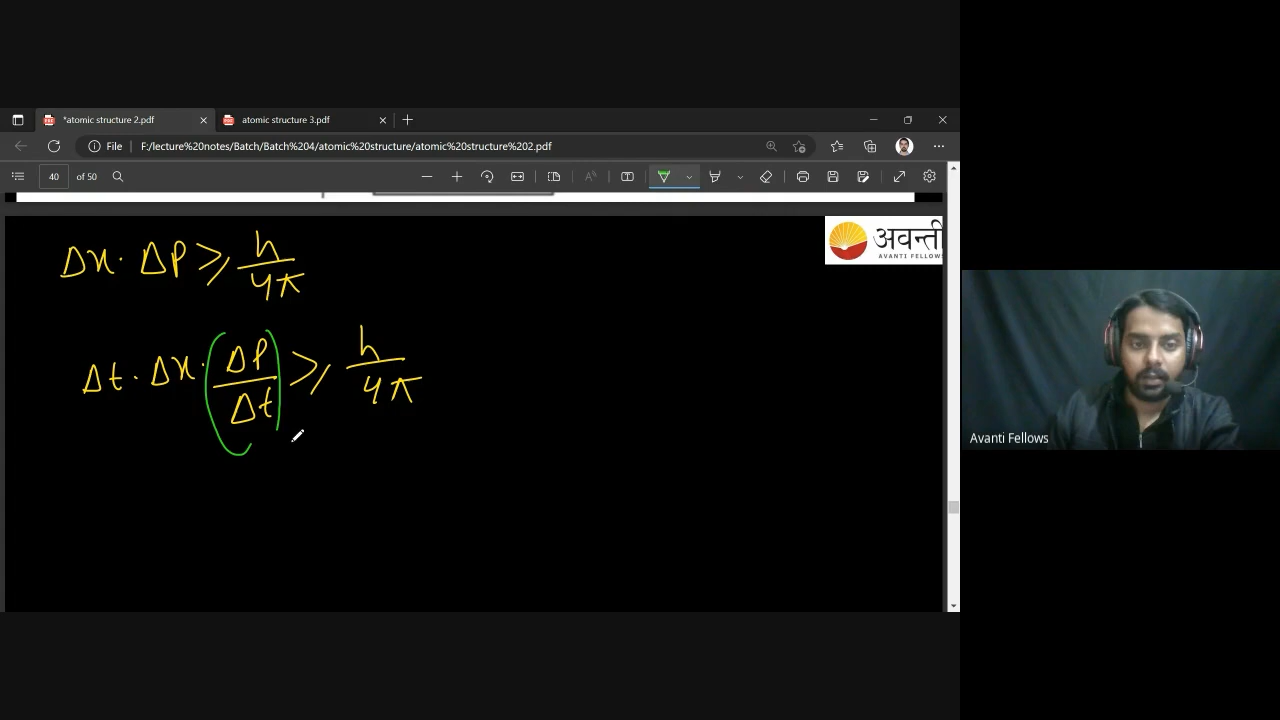 *atomic structure 2.pdf
atomic structure 3.pdf
File
F:/lecture%20notes/Batch/Batch%204/atomic%20structure/atomic%20structure%202.pdf
40 of 50
Δx · Δp ≥ h/4π
अवन्ती
AVANTI FELLOWS
Δt · Δx · (Δp/Δt) ≥ h/4π
Avanti Fellows